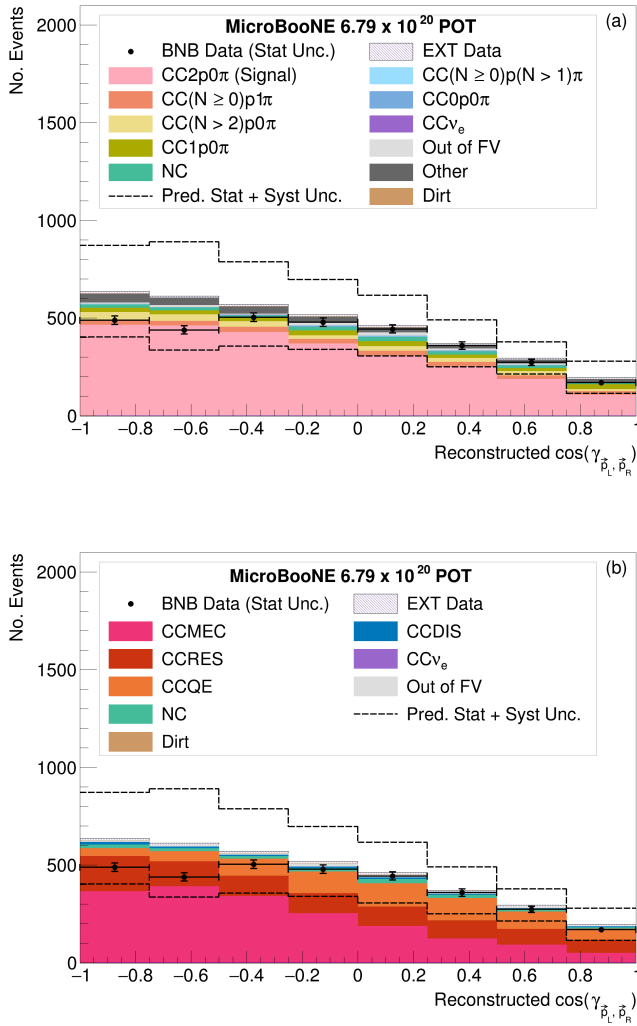 (a)
MicroBooNE 6.79 x 10^20 POT
BNB Data (Stat Unc.) EXT Data
CC2p0π (Signal) CC(N ≥ 0)p(N > 1)π
CC(N ≥ 0)p1π CC0p0π
CC(N > 2)p0π CCνe
CC1p0π Out of FV
NC Other
Pred. Stat + Syst Unc. Dirt
No. Events
2000
1500
1000
500
0
−1 −0.8 −0.6 −0.4 −0.2 0 0.2 0.4 0.6 0.8 1
Reconstructed cos(γ p⃗L, p⃗R)
(b)
MicroBooNE 6.79 x 10^20 POT
BNB Data (Stat Unc.) EXT Data
CCMEC CCDIS
CCRES CCνe
CCQE Out of FV
NC Pred. Stat + Syst Unc.
Dirt
No. Events
2000
1500
1000
500
0
−1 −0.8 −0.6 −0.4 −0.2 0 0.2 0.4 0.6 0.8 1
Reconstructed cos(γ p⃗L, p⃗R)